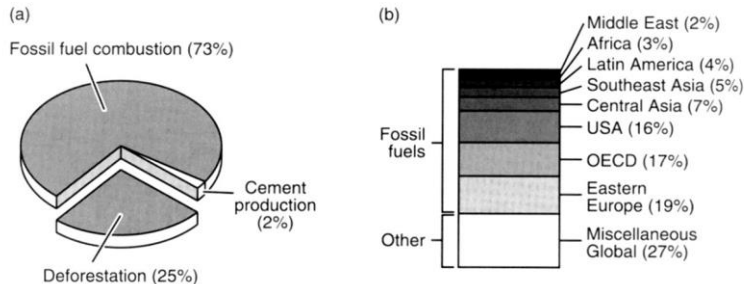 (a)
Fossil fuel combustion (73%)
Cement
production
(2%)
Deforestation (25%)
(b)
Middle East (2%)
Africa (3%)
Latin America (4%)
Southeast Asia (5%)
Central Asia (7%)
USA (16%)
OECD (17%)
Eastern
Europe (19%)
Miscellaneous
Global (27%)
Fossil
fuels
Other